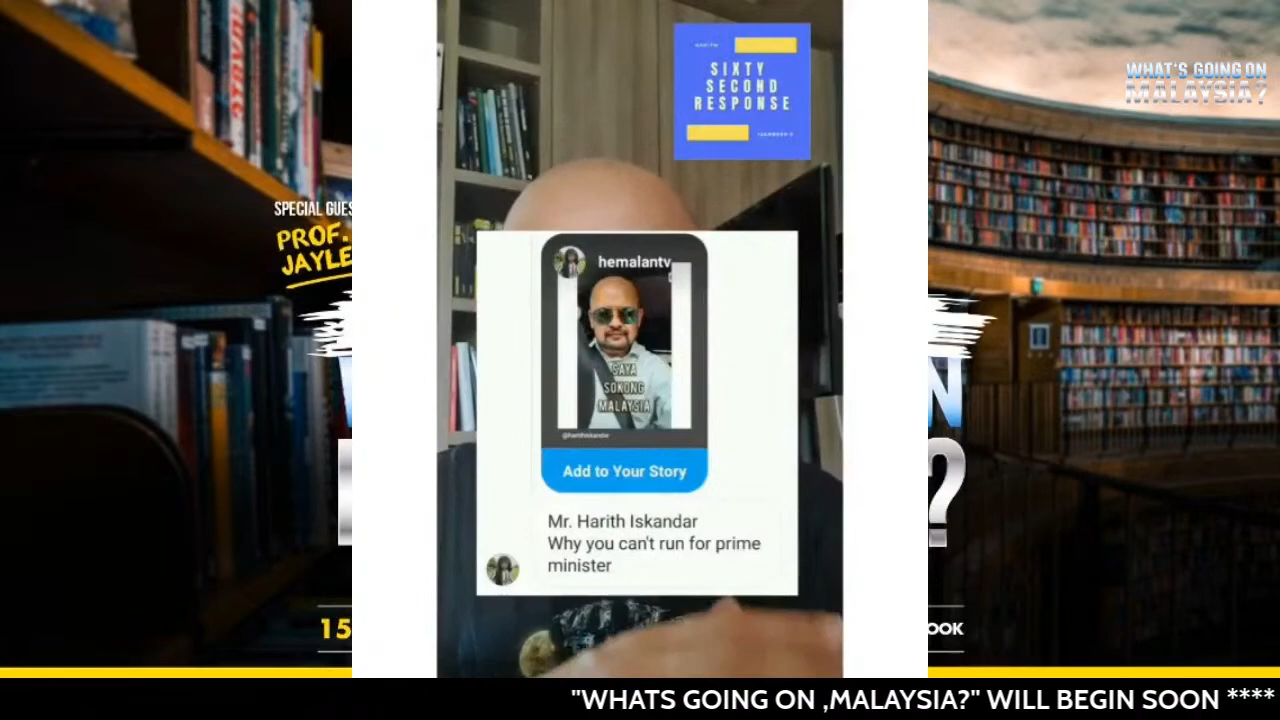 WHAT'S GOING ON
MALAYSIA?
SIXTY
SECOND
RESPONSE
SPECIAL GUES
PROF.
JAYLE
hemalantv
SAYA
SOKONG
MALAYSIA
@harithiskander
Add to Your Story
Mr. Harith Iskandar
Why you can't run for prime
minister
N
?
15
OOK
"WHATS GOING ON ,MALAYSIA?" WILL BEGIN SOON ****